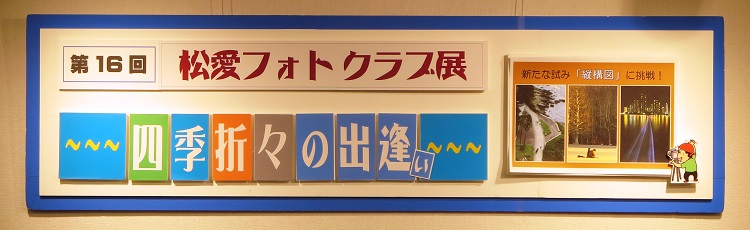 第16回
松愛フォトクラブ展
~~~四季折々の出逢い~~~
新たな試み「縦構図」に挑戦！